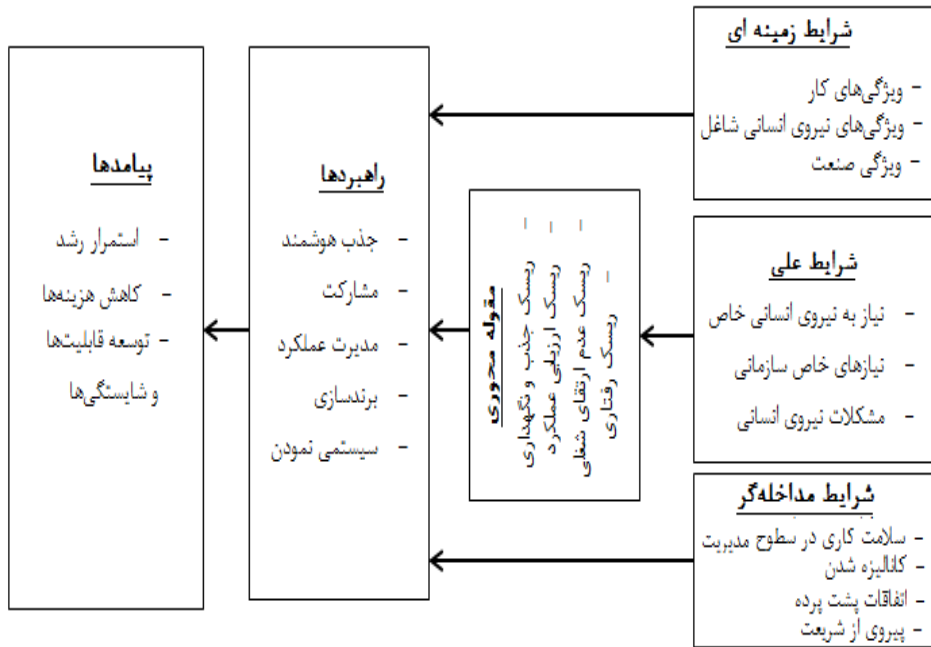 شرایط زمینه ای
- ویژگی‌های کار
- ویژگی‌های نیروی انسانی شاغل
- ویژگی صنعت
شرایط علی
- نیاز به نیروی انسانی خاص
- نیازهای خاص سازمانی
- مشکلات نیروی انسانی
شرایط مداخله‌گر
- سلامت کاری در سطوح مدیریت
- کانالیزه شدن
- اتفاقات پشت پرده
- پیروی از شریعت
مقوله محوری
- ریسک جذب و نگهداری
- ریسک ارزیابی عملکرد
- ریسک عدم ارتقای شغلی
- ریسک رفتاری
راهبردها
- جذب هوشمند
- مشارکت
- مدیرت عملکرد
- برندسازی
- سیستمی نمودن
پیامدها
- استمرار رشد
- کاهش هزینه‌ها
- توسعه قابلیت‌ها
و شایستگی‌ها